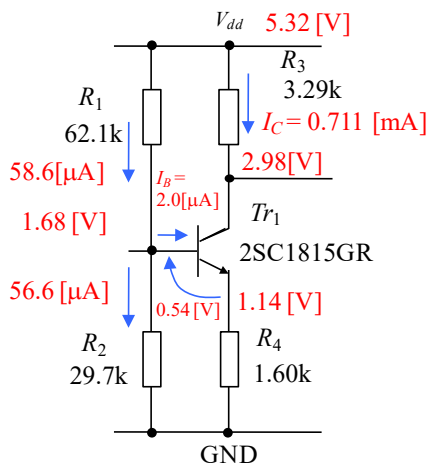 V_dd 5.32 [V]
R_1
62.1k
R_3
3.29k
I_C = 0.711 [mA]
58.6[μA]
I_B =
2.0[μA]
2.98[V]
1.68 [V]
Tr_1
2SC1815GR
56.6 [μA]
0.54 [V]
1.14 [V]
R_2
29.7k
R_4
1.60k
GND